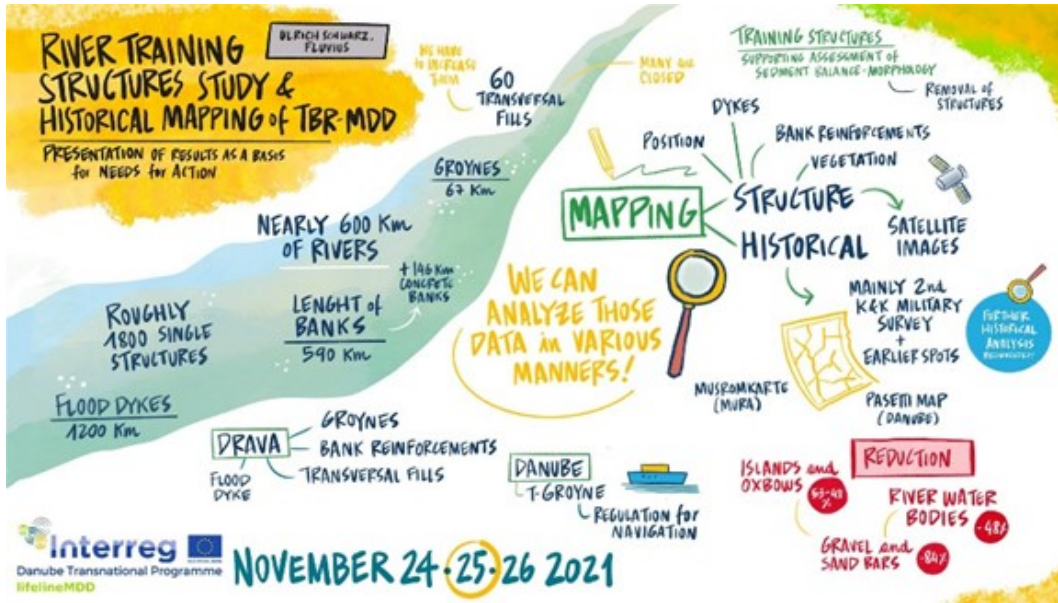 RIVER TRAINING
STRUCTURES STUDY &
HISTORICAL MAPPING of TBR-MDD
PRESENTATION OF RESULTS AS A BASIS
for NEEDS for ACTION
ULRICH SCHWARZ,
FLUVIUS
WE HAVE
to INCREASE
THEM
60
TRANSVERSAL
FILLS
MANY are
CLOSED
GROYNES
67 Km
NEARLY 600 Km
OF RIVERS
+146 Km
CONCRETE
BANKS
LENGHT of
BANKS
590 Km
ROUGHLY
1800 SINGLE
STRUCTURES
FLOOD DYKES
1200 Km
TRAINING STRUCTURES
SUPPORTING ASSESSMENT of
SEDIMENT BALANCE-MORPHOLOGY
REMOVAL OF
STRUCTURES
DYKES
POSITION
BANK REINFORCEMENTS
VEGETATION
MAPPING
STRUCTURE
HISTORICAL
SATELLITE
IMAGES
WE CAN
ANALYZE THOSE
DATA in VARIOUS
MANNERS!
MAINLY 2nd
K&K MILITARY
SURVEY
+
EARLIER SPOTS
FURTHER
HISTORICAL
ANALYSIS
MUSROMKARTE
(MURA)
PASETTI MAP
(DANUBE)
DRAVA
GROYNES
BANK REINFORCEMENTS
TRANSVERSAL FILLS
FLOOD
DYKE
DANUBE
T-GROYNE
REGULATION for
NAVIGATION
REDUCTION
ISLANDS and
OXBOWS
%
RIVER WATER
BODIES
-48%
GRAVEL and
SAND BARS
-84%
Interreg
Danube Transnational Programme
lifelineMDD
NOVEMBER 24·25·26 2021